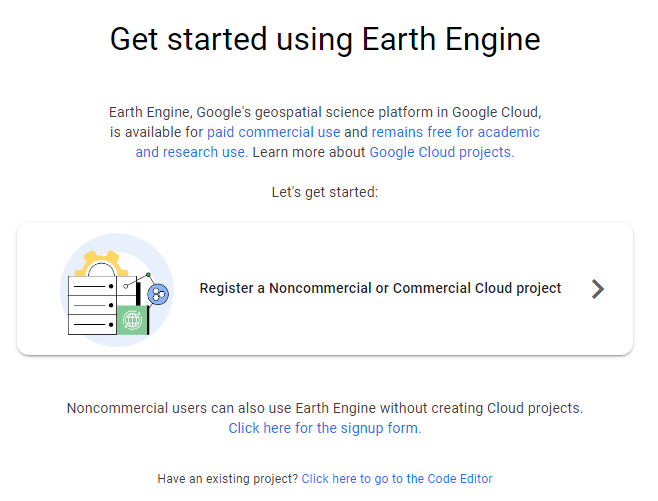 Get started using Earth Engine
Earth Engine, Google's geospatial science platform in Google Cloud,
is available for paid commercial use and remains free for academic
and research use. Learn more about Google Cloud projects.
Let's get started:
Register a Noncommercial or Commercial Cloud project
Noncommercial users can also use Earth Engine without creating Cloud projects.
Click here for the signup form.
Have an existing project? Click here to go to the Code Editor